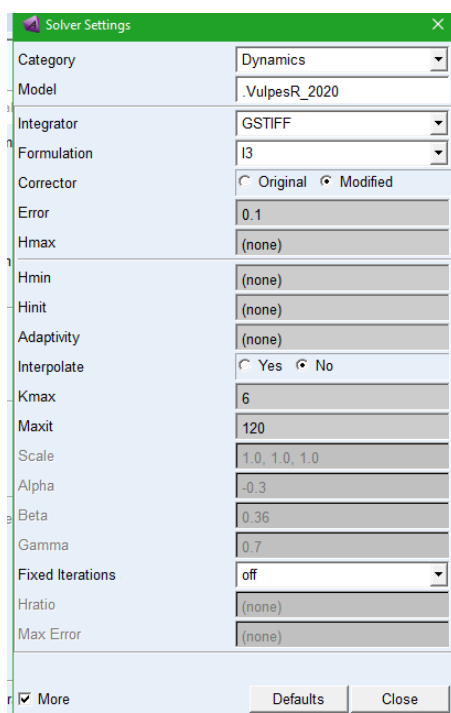 Solver Settings
Category Dynamics
Model .VulpesR_2020
Integrator GSTIFF
Formulation I3
Corrector Original Modified
Error 0.1
Hmax (none)
Hmin (none)
Hinit (none)
Adaptivity (none)
Interpolate Yes No
Kmax 6
Maxit 120
Scale 1.0, 1.0, 1.0
Alpha -0.3
Beta 0.36
Gamma 0.7
Fixed Iterations off
Hratio (none)
Max Error (none)
More Defaults Close